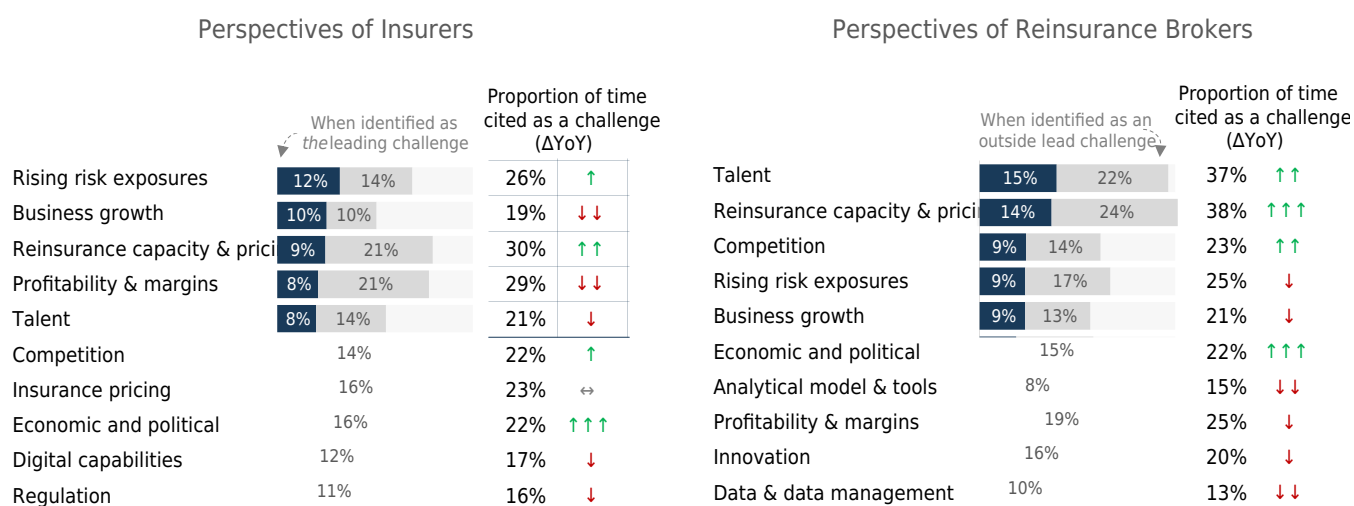 Perspectives of Insurers
When identified as
the leading challenge
Proportion of time
cited as a challenge
(ΔYoY)
Rising risk exposures 12% 14% 26% ↑
Business growth 10% 10% 19% ↓↓
Reinsurance capacity & prici 9% 21% 30% ↑↑
Profitability & margins 8% 21% 29% ↓↓
Talent 8% 14% 21% ↓
Competition 14% 22% ↑
Insurance pricing 16% 23% ↔
Economic and political 16% 22% ↑↑↑
Digital capabilities 12% 17% ↓
Regulation 11% 16% ↓
Perspectives of Reinsurance Brokers
When identified as an
outside lead challenge
Proportion of time
cited as a challenge
(ΔYoY)
Talent 15% 22% 37% ↑↑
Reinsurance capacity & prici 14% 24% 38% ↑↑↑
Competition 9% 14% 23% ↑↑
Rising risk exposures 9% 17% 25% ↓
Business growth 9% 13% 21% ↓
Economic and political 15% 22% ↑↑↑
Analytical model & tools 8% 15% ↓↓
Profitability & margins 19% 25% ↓
Innovation 16% 20% ↓
Data & data management 10% 13% ↓↓